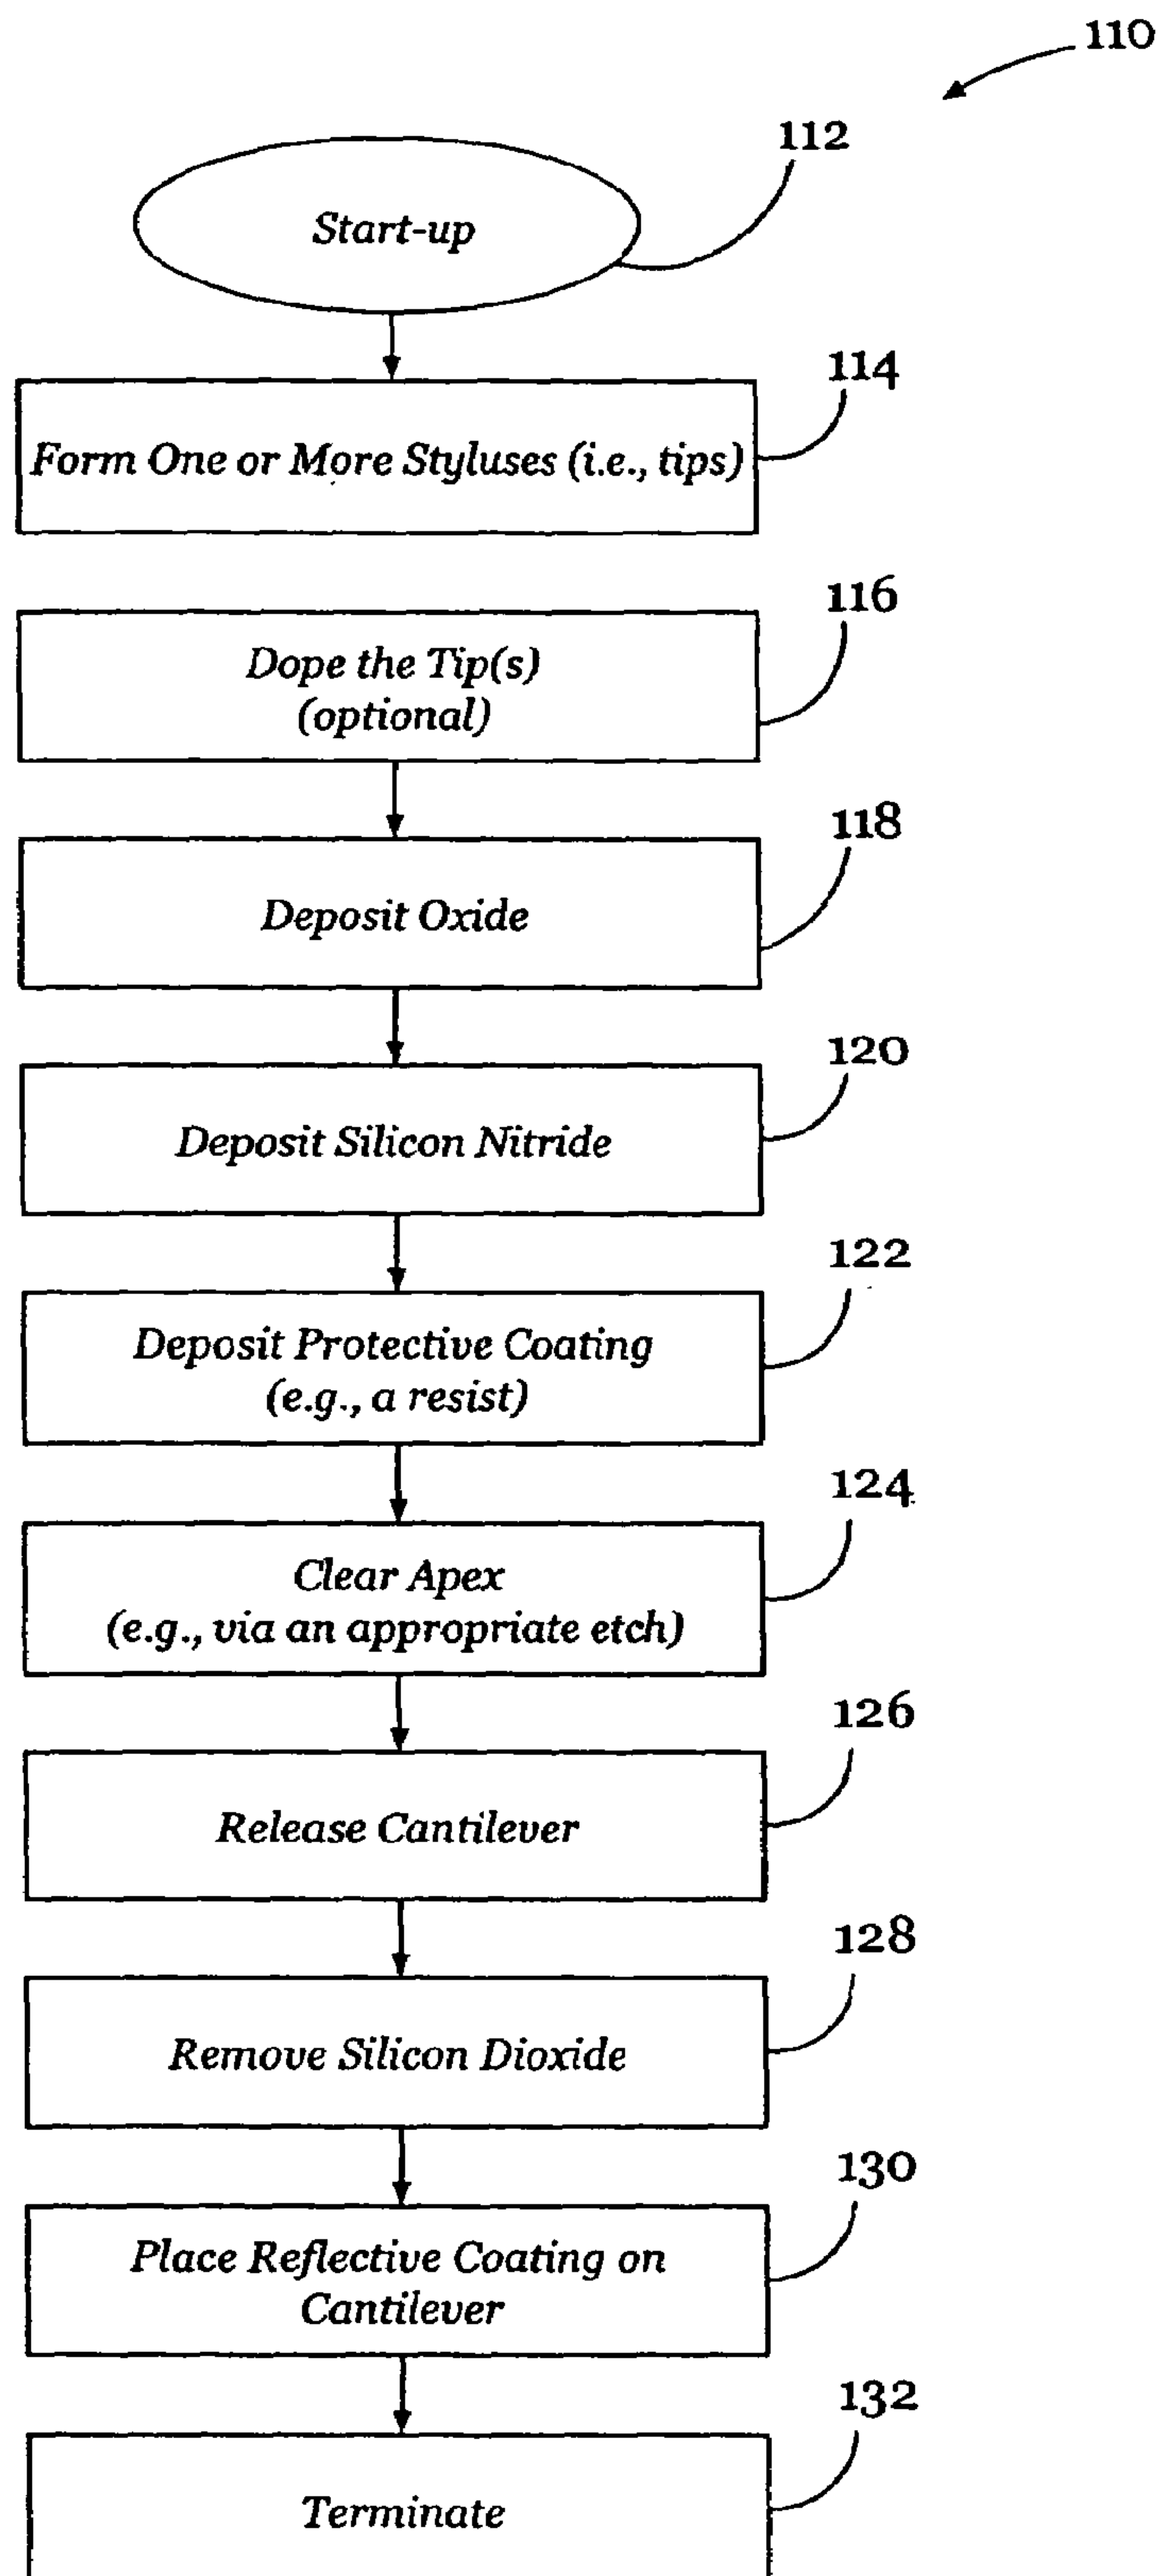 110
112
Start-up
114
Form One or More Styluses (i.e., tips)
116
Dope the Tip(s)
(optional)
118
Deposit Oxide
120
Deposit Silicon Nitride
122
Deposit Protective Coating
(e.g., a resist)
124
Clear Apex
(e.g., via an appropriate etch)
126
Release Cantilever
128
Remove Silicon Dioxide
130
Place Reflective Coating on
Cantilever
132
Terminate